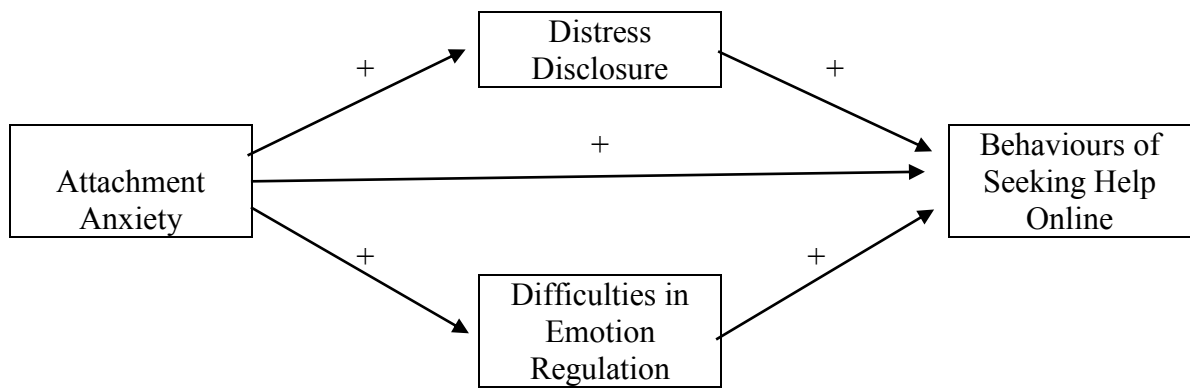 Distress
Disclosure
+
+
+
Attachment
Anxiety
Behaviours of
Seeking Help
Online
+
+
Difficulties in
Emotion
Regulation